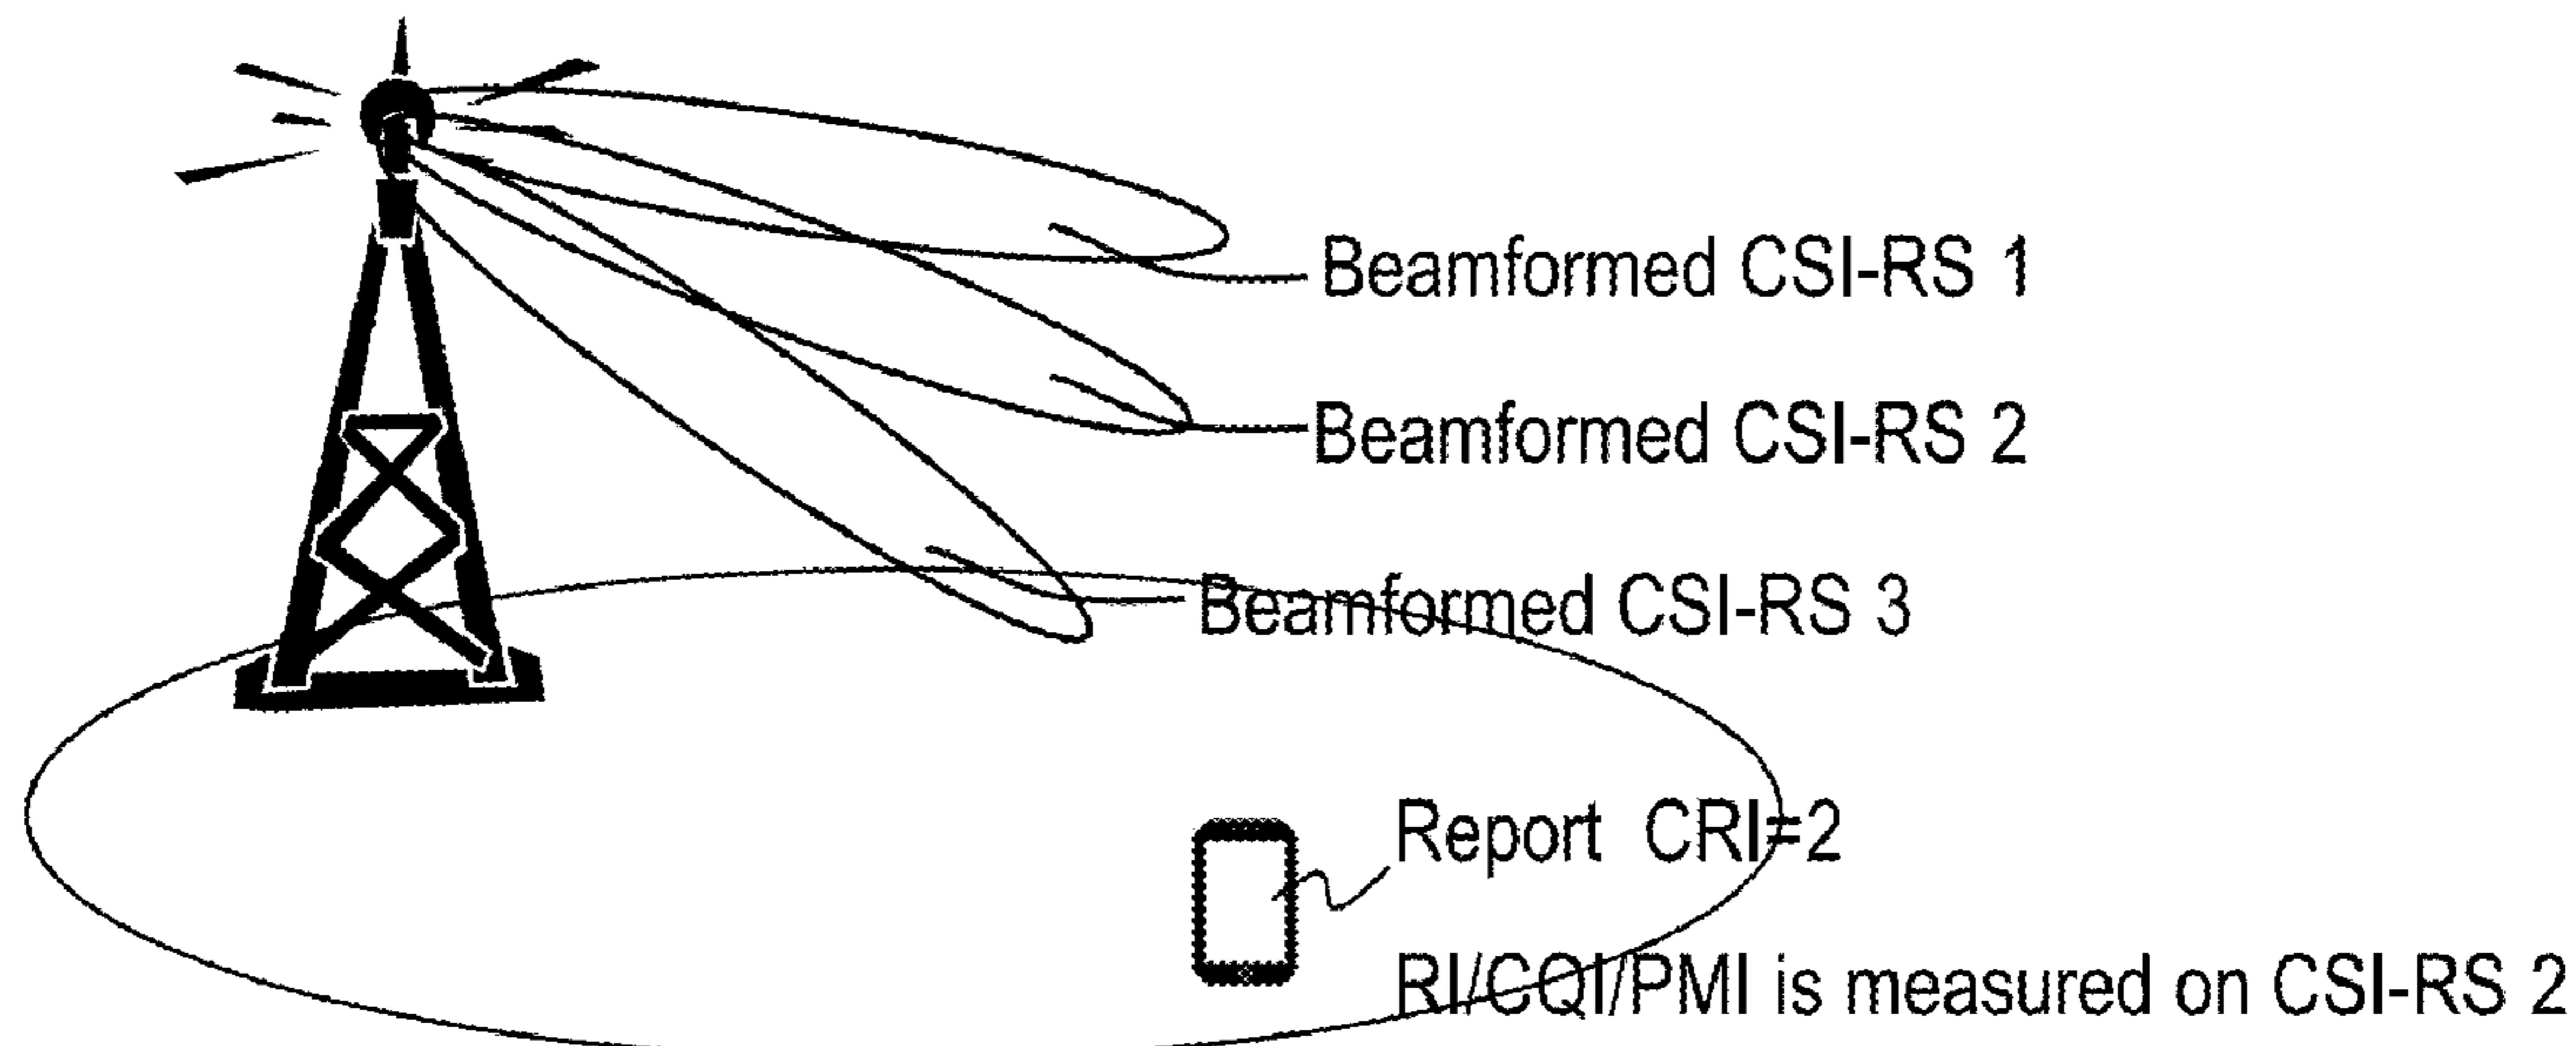 Beamformed CSI-RS 1
Beamformed CSI-RS 2
Beamformed CSI-RS 3
Report CRI=2
RI/CQI/PMI is measured on CSI-RS 2